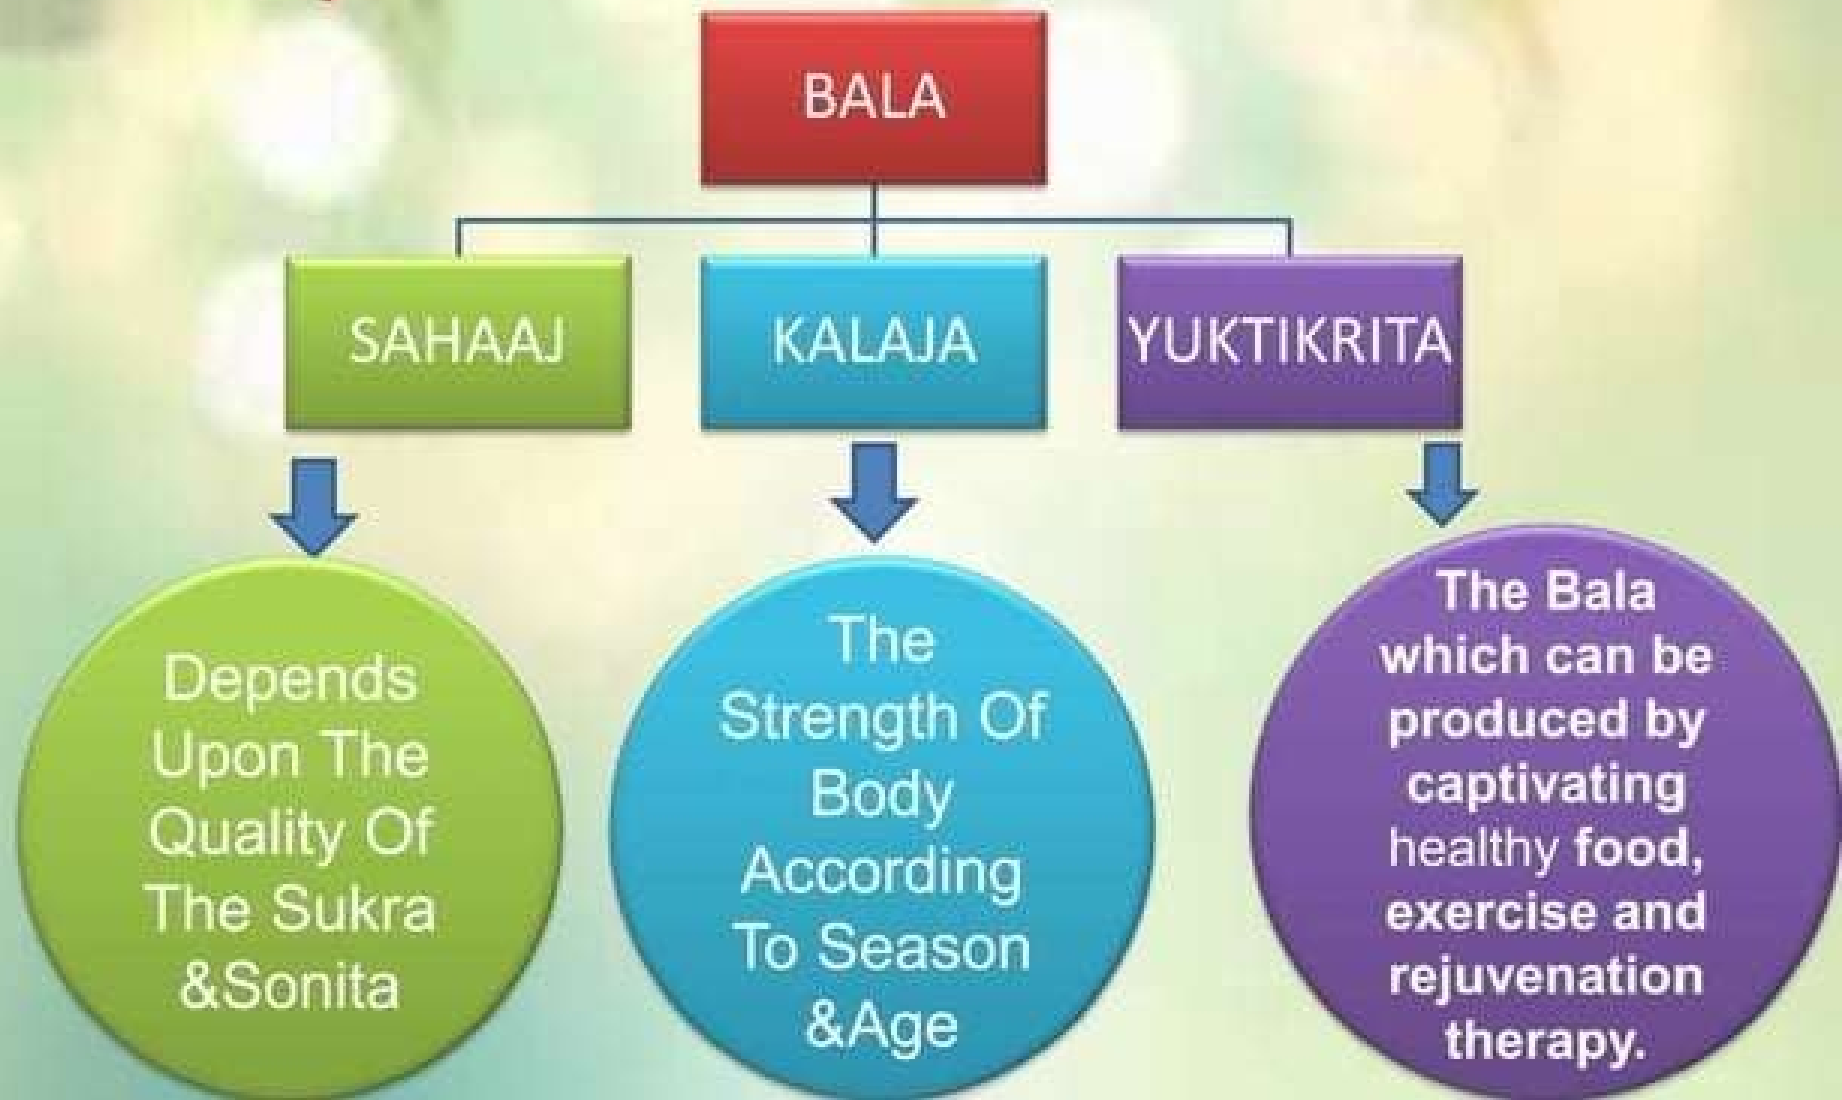 BALA
SAHAAJ
KALAJA
YUKTIKRITA
Depends
Upon The
Quality Of
The Sukra
&Sonita
The
Strength Of
Body
According
To Season
&Age
The Bala
which can be
produced by
captivating
healthy food,
exercise and
rejuvenation
therapy.